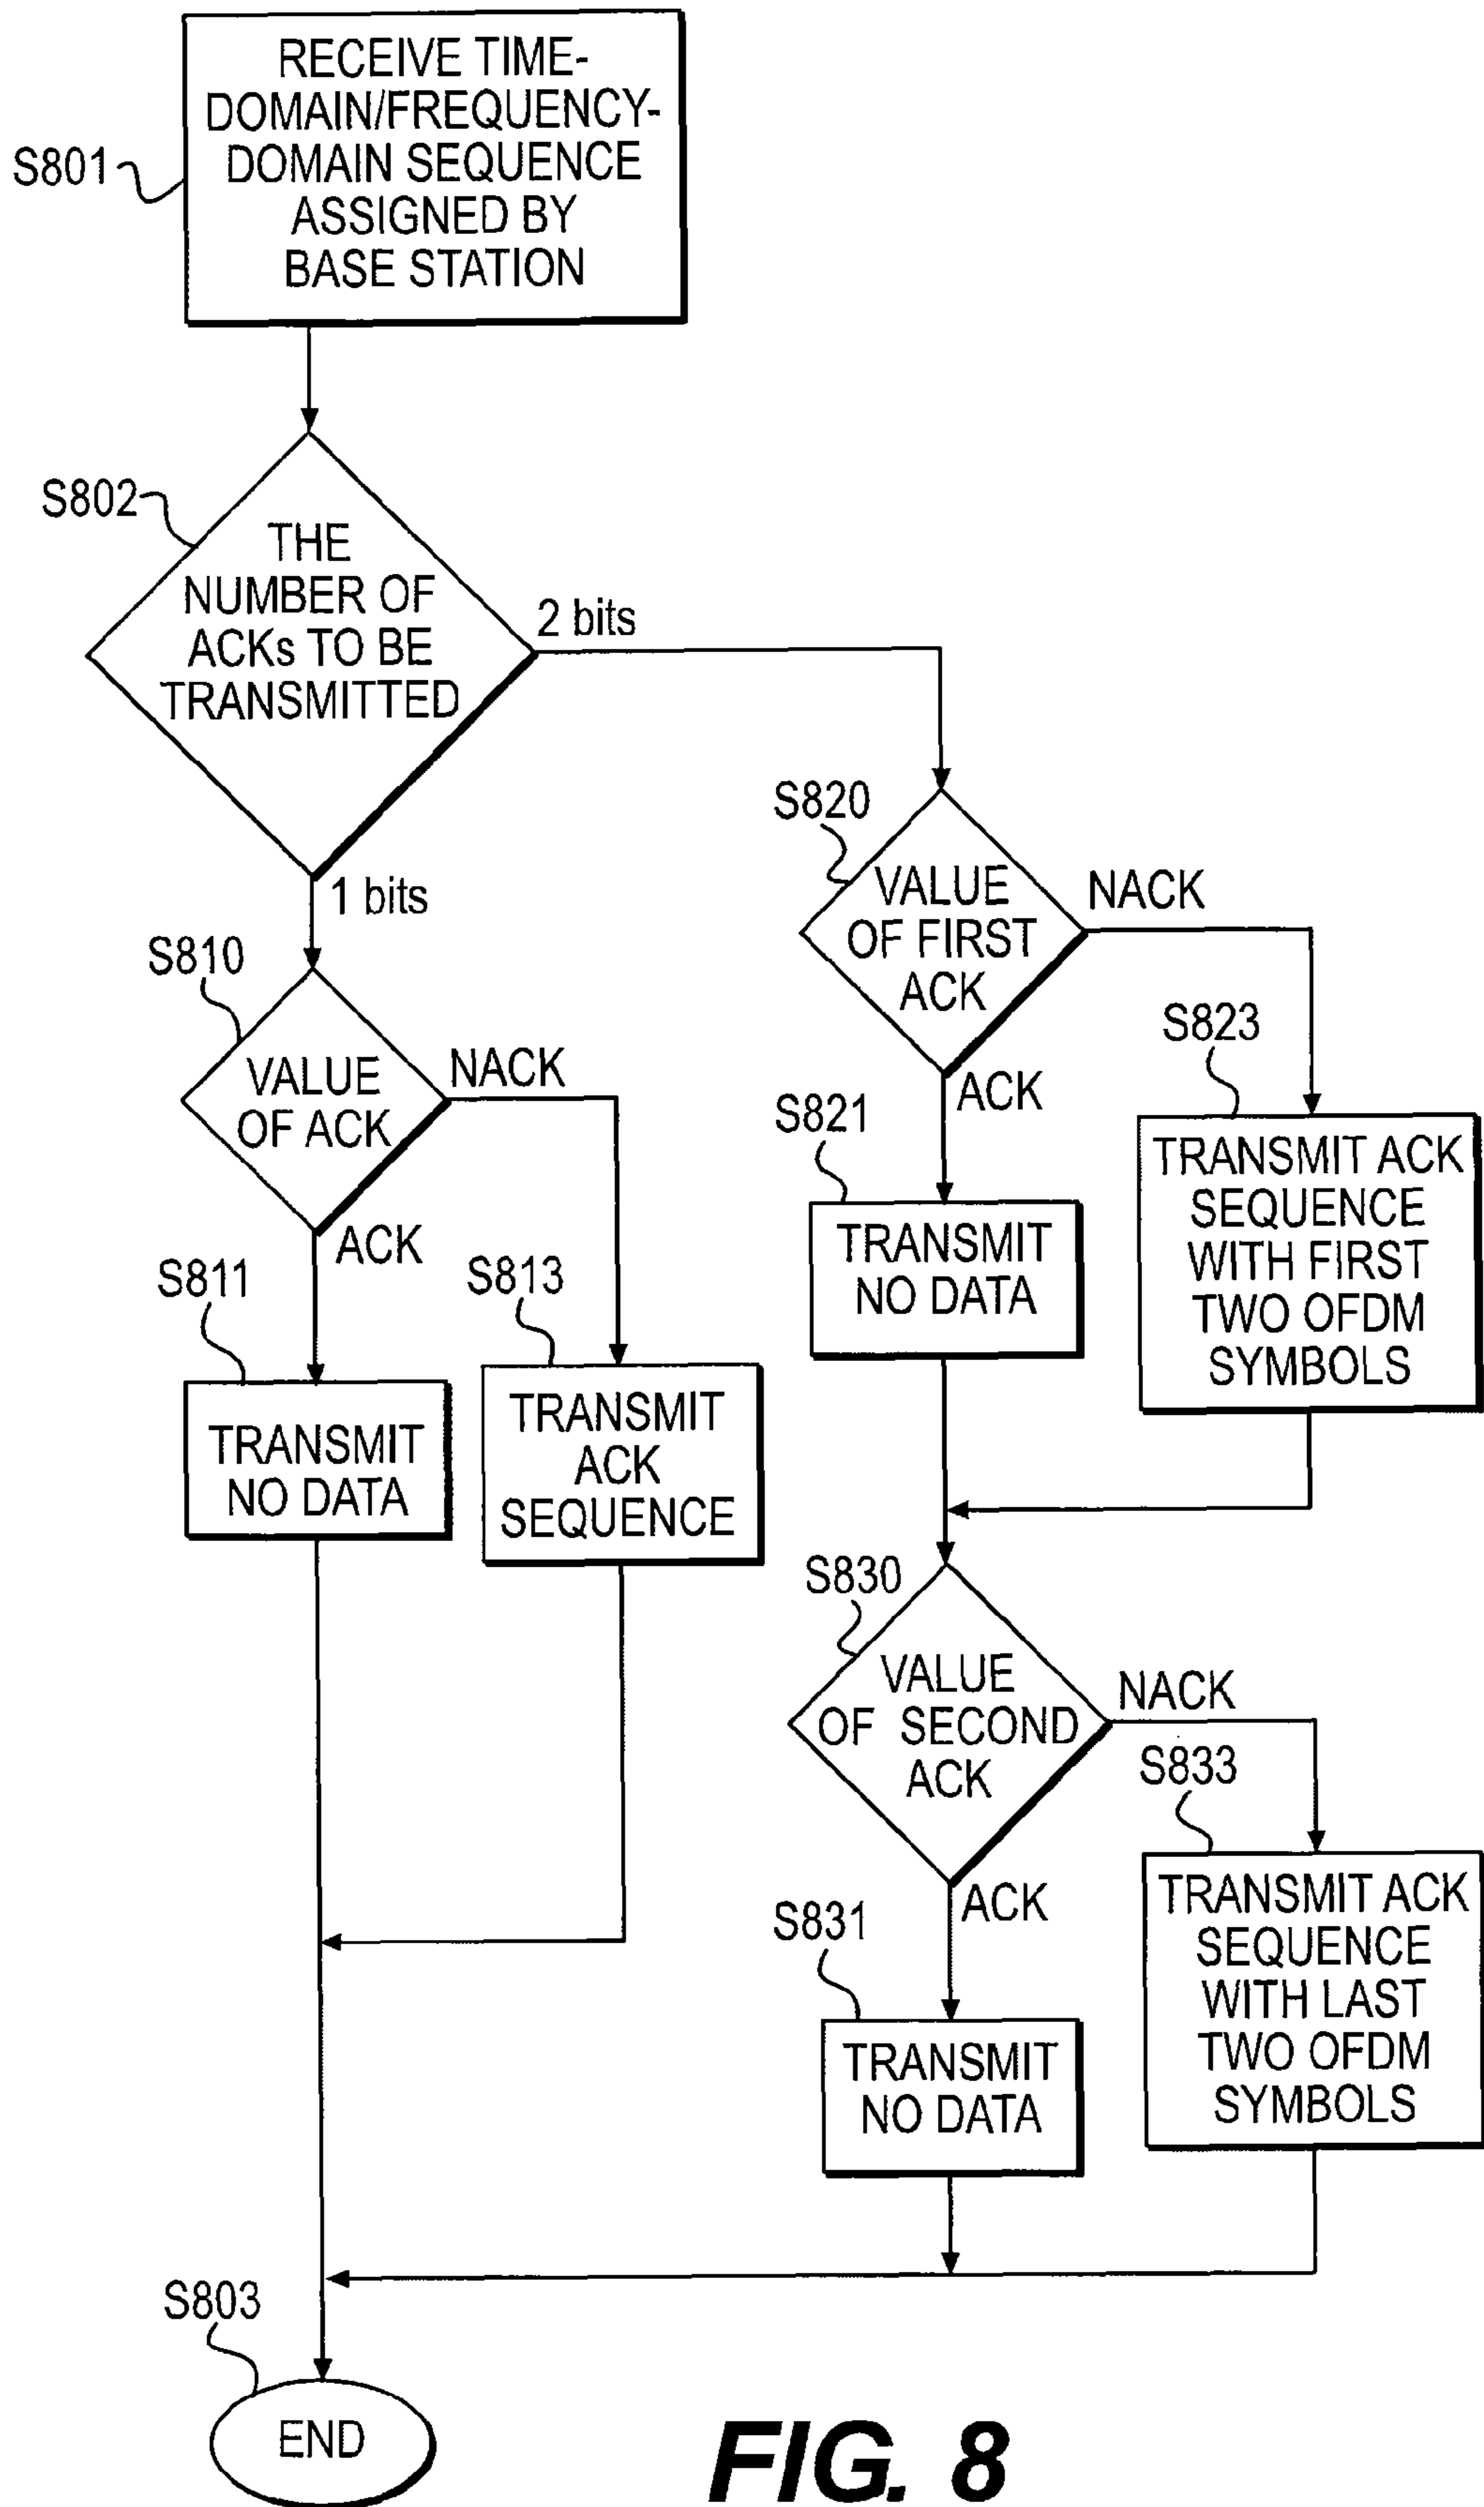 RECEIVE TIME-
DOMAIN/FREQUENCY-
DOMAIN SEQUENCE
ASSIGNED BY
BASE STATION
S801
S802
THE
NUMBER OF
ACKs TO BE
TRANSMITTED
2 bits
1 bits
S810
VALUE
OF ACK
NACK
ACK
S811
TRANSMIT
NO DATA
S813
TRANSMIT
ACK
SEQUENCE
S820
VALUE
OF FIRST
ACK
NACK
ACK
S821
TRANSMIT
NO DATA
S823
TRANSMIT ACK
SEQUENCE
WITH FIRST
TWO OFDM
SYMBOLS
S830
VALUE
OF SECOND
ACK
NACK
ACK
S831
TRANSMIT
NO DATA
S833
TRANSMIT ACK
SEQUENCE
WITH LAST
TWO OFDM
SYMBOLS
S803
END
FIG. 8